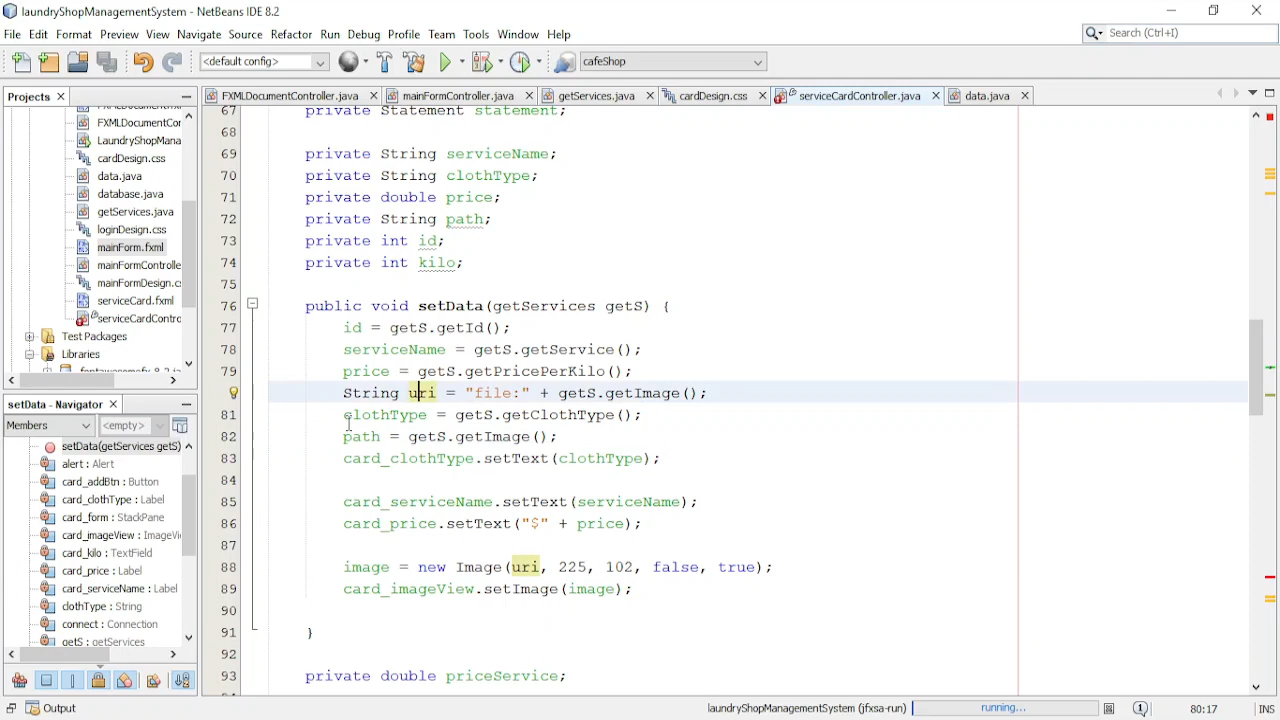 laundryShopManagementSystem - NetBeans IDE 8.2
File Edit Format Preview View Navigate Source Refactor Run Debug Profile Team Tools Window Help
Search (Ctrl+I)
<default config>
cafeShop
Projects
FXMLDocumentController.java
mainFormController.java
getServices.java
cardDesign.css
serviceCardController.java
data.java
FXMLDocumentCor
LaundryShopMana
cardDesign.css
data.java
database.java
getServices.java
loginDesign.css
mainForm.fxml
mainFormControlle
mainFormDesign.cs
serviceCard.fxml
serviceCardContro
Test Packages
Libraries
fontawesomefx-8.2.ja
setData - Navigator
Members
<empty>
setData(getServices getS)
alert : Alert
card_addBtn : Button
card_clothType : Label
card_form : StackPane
card_imageView : ImageVi
card_kilo : TextField
card_price : Label
card_serviceName : Label
clothType : String
connect : Connection
getS : getServices
67 private Statement statement;
68
69 private String serviceName;
70 private String clothType;
71 private double price;
72 private String path;
73 private int id;
74 private int kilo;
75
76 public void setData(getServices getS) {
77 id = getS.getId();
78 serviceName = getS.getService();
79 price = getS.getPricePerKilo();
String uri = "file:" + getS.getImage();
81 clothType = getS.getClothType();
82 path = getS.getImage();
83 card_clothType.setText(clothType);
84
85 card_serviceName.setText(serviceName);
86 card_price.setText("$" + price);
87
88 image = new Image(uri, 225, 102, false, true);
89 card_imageView.setImage(image);
90
91 }
92
93 private double priceService;
Output
laundryShopManagementSystem (jfxsa-run)
running...
80:17
INS